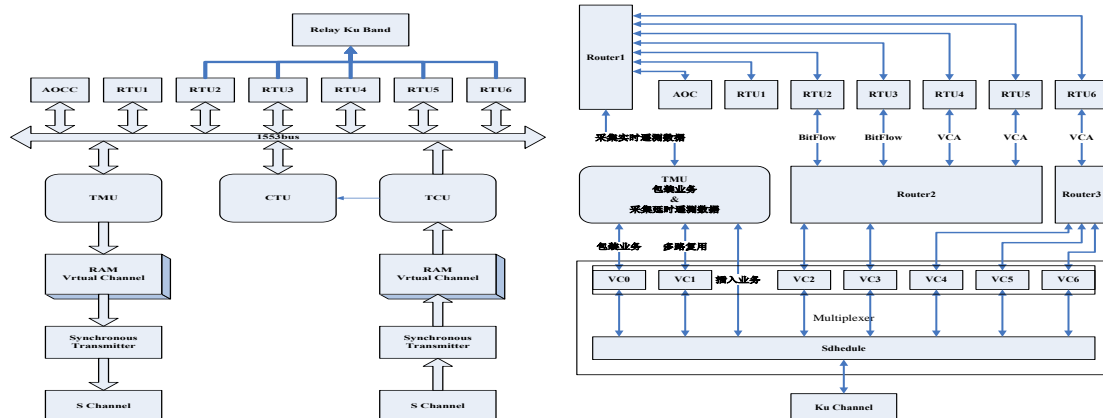 Relay Ku Band
AOCC
RTU1
RTU2
RTU3
RTU4
RTU5
RTU6
1553bus
TMU
CTU
TCU
RAM
Vrtual Channel
RAM
Vrtual Channel
Synchronous
Transmitter
Synchronous
Transmitter
S Channel
S Channel
Router1
AOC
RTU1
RTU2
RTU3
RTU4
RTU5
RTU6
采集实时遥测数据
BitFlow
BitFlow
VCA
VCA
VCA
TMU
包装业务
&
采集延时遥测数据
Router2
Router3
包装业务
多路复用
插入业务
VC0
VC1
VC2
VC3
VC4
VC5
VC6
Multiplexer
Sdhedule
Ku Channel